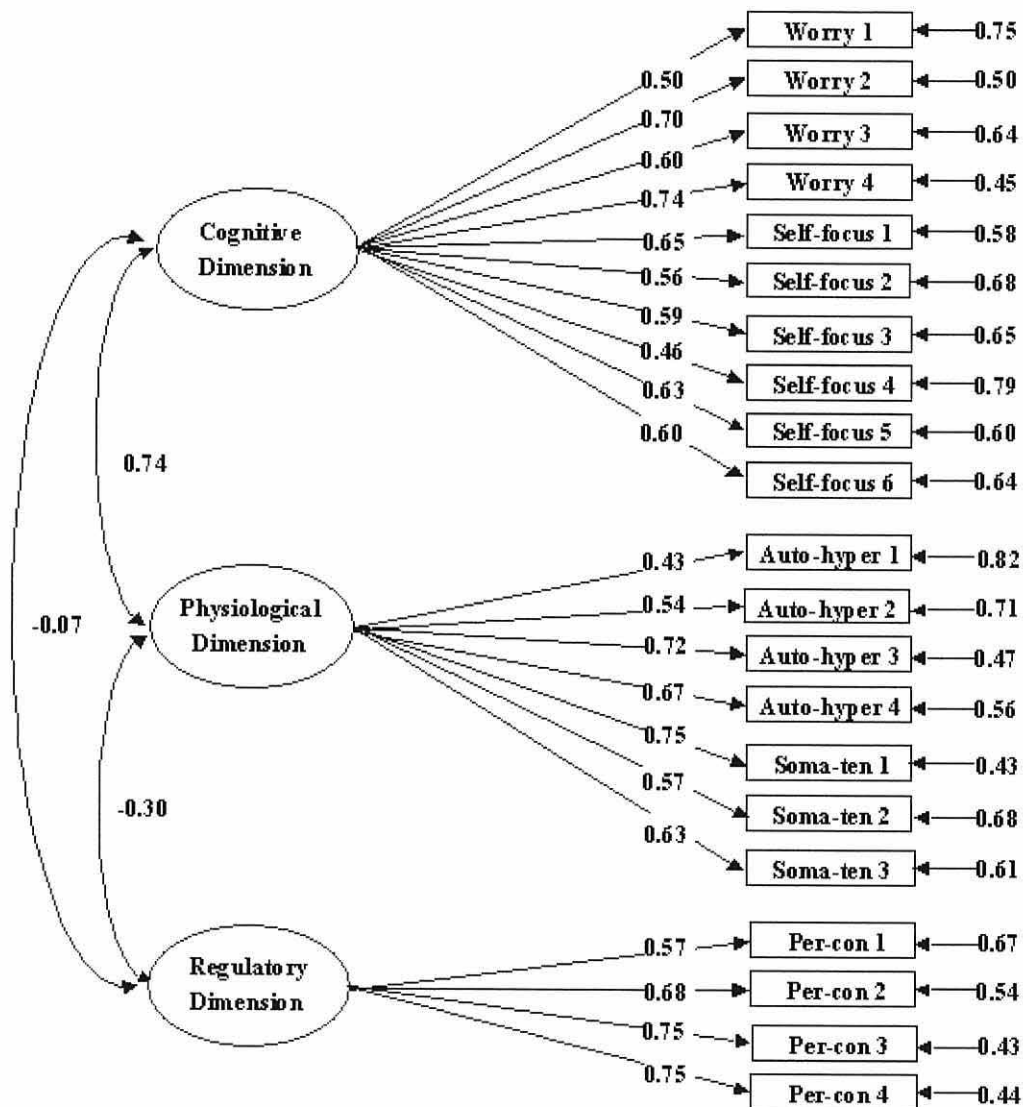 Worry 1
0.75
0.50
Worry 2
0.50
0.70
Worry 3
0.64
0.60
Worry 4
0.45
0.74
Cognitive
Dimension
Self-focus 1
0.58
0.65
Self-focus 2
0.68
0.56
Self-focus 3
0.65
0.59
Self-focus 4
0.79
0.46
Self-focus 5
0.60
0.63
Self-focus 6
0.64
0.60
0.74
Auto-hyper 1
0.82
0.43
Auto-hyper 2
0.71
0.54
Physiological
Dimension
Auto-hyper 3
0.47
0.72
Auto-hyper 4
0.56
0.67
-0.07
Soma-ten 1
0.43
0.75
Soma-ten 2
0.68
0.57
Soma-ten 3
0.61
0.63
-0.30
Per-con 1
0.67
0.57
Regulatory
Dimension
Per-con 2
0.54
0.68
Per-con 3
0.43
0.75
Per-con 4
0.44
0.75